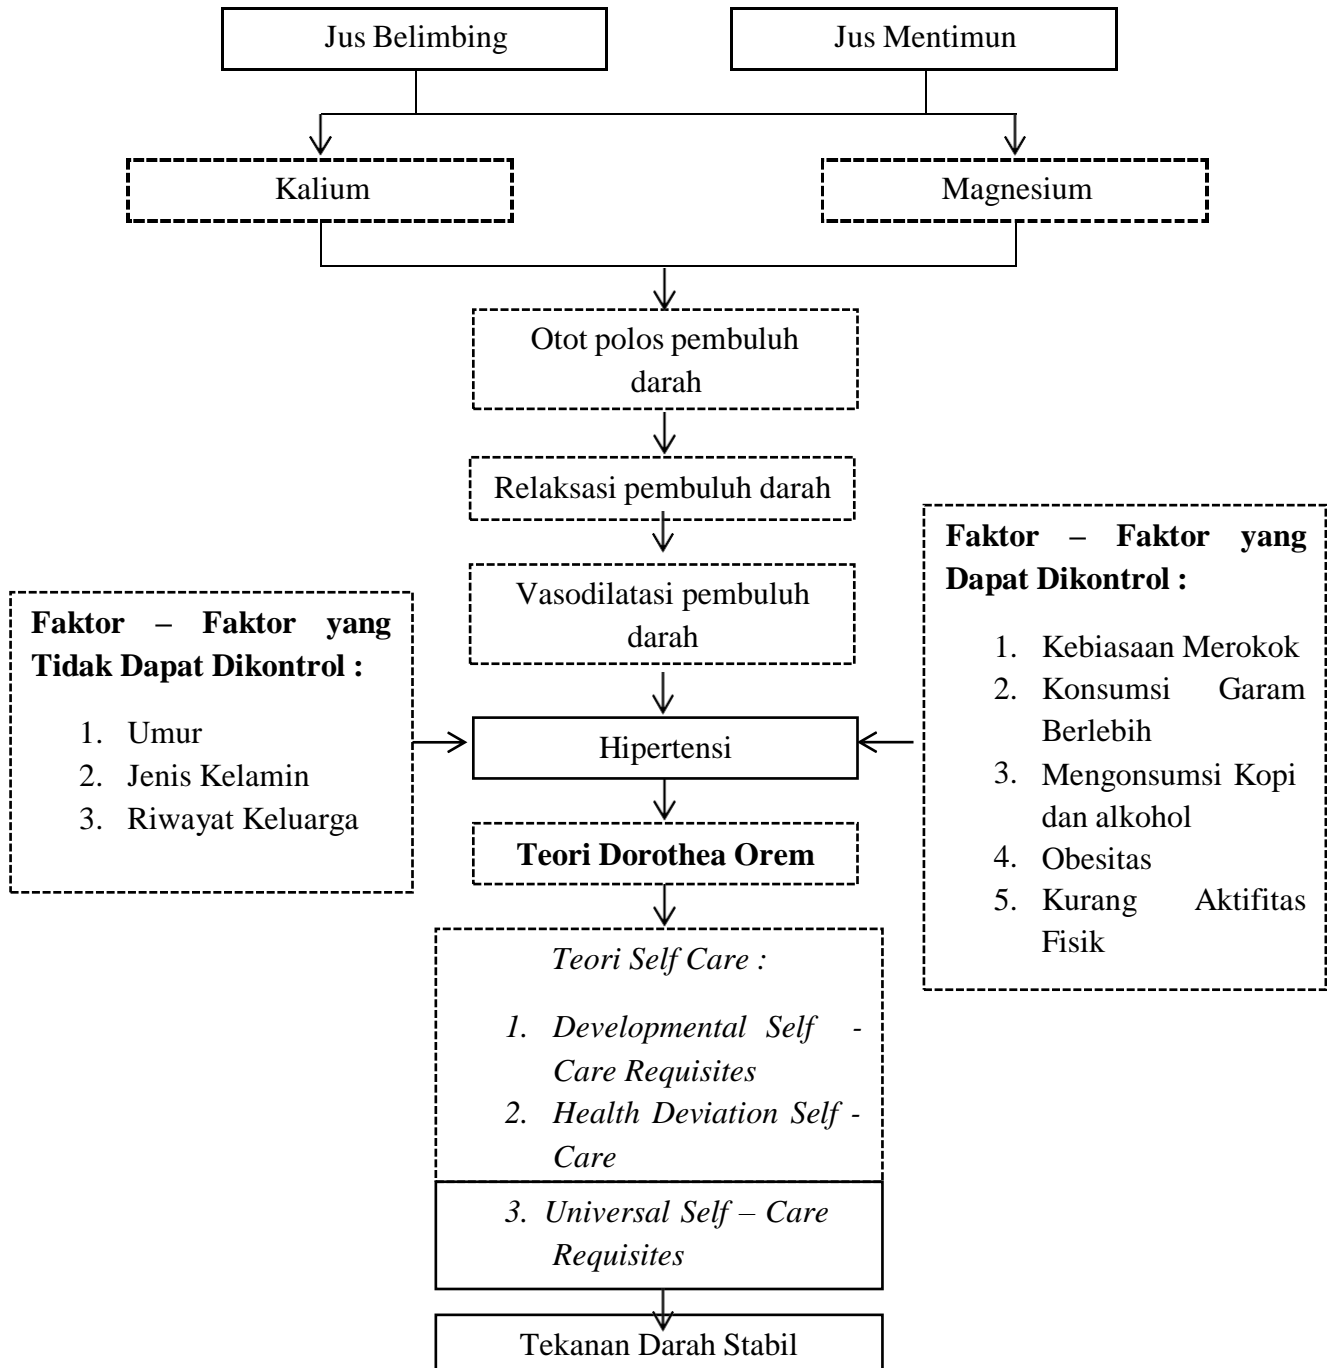 Jus Belimbing
Jus Mentimun
Kalium
Magnesium
Otot polos pembuluh
darah
Relaksasi pembuluh darah
Vasodilatasi pembuluh
darah
Faktor – Faktor yang
Tidak Dapat Dikontrol :
1. Umur
2. Jenis Kelamin
3. Riwayat Keluarga
Hipertensi
Faktor – Faktor yang
Dapat Dikontrol :
1. Kebiasaan Merokok
2. Konsumsi Garam
Berlebih
3. Mengonsumsi Kopi
dan alkohol
4. Obesitas
5. Kurang Aktifitas
Fisik
Teori Dorothea Orem
Teori Self Care :
1. Developmental Self -
Care Requisites
2. Health Deviation Self -
Care
3. Universal Self – Care
Requisites
Tekanan Darah Stabil